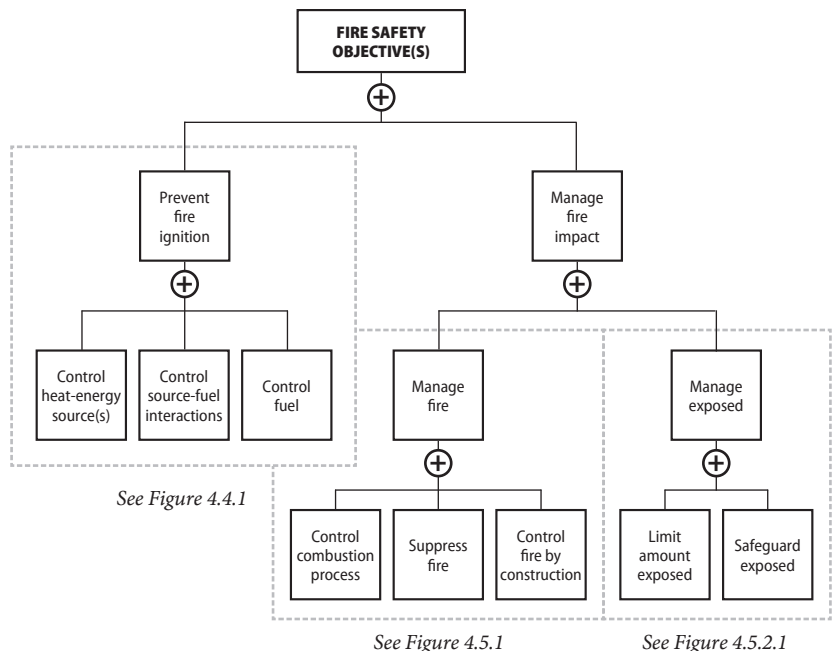 FIRE SAFETY
OBJECTIVE(S)
Prevent
fire
ignition
Manage
fire
impact
Control
heat-energy
source(s)
Control
source-fuel
interactions
Control
fuel
Manage
fire
Manage
exposed
See Figure 4.4.1
Control
combustion
process
Suppress
fire
Control
fire by
construction
Limit
amount
exposed
Safeguard
exposed
See Figure 4.5.1
See Figure 4.5.2.1